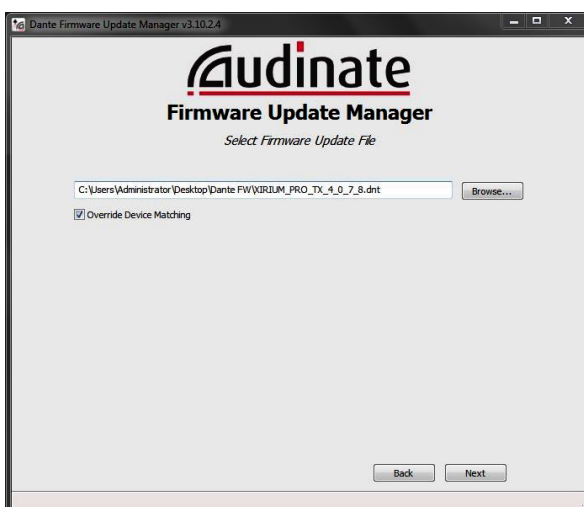 Dante Firmware Update Manager v3.10.2.4
Audinate
Firmware Update Manager
Select Firmware Update File
C:\Users\Administrator\Desktop\Dante FW\XIRIUM_PRO_TX_4_0_7_8.dnt
Browse...
Override Device Matching
Back
Next